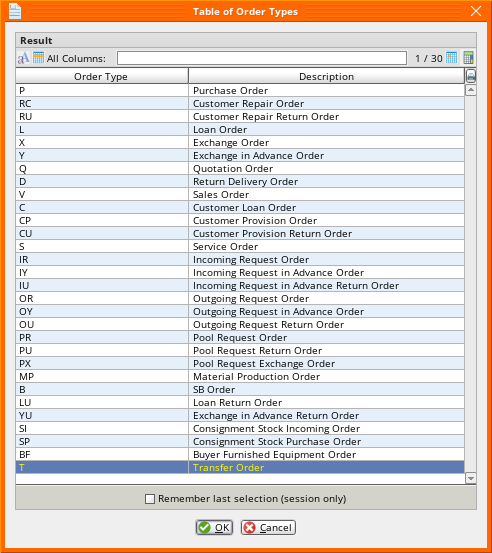 Table of Order Types
Result
All Columns: 1 / 30
Order Type Description
P Purchase Order
RC Customer Repair Order
RU Customer Repair Return Order
L Loan Order
X Exchange Order
Y Exchange in Advance Order
Q Quotation Order
D Return Delivery Order
V Sales Order
C Customer Loan Order
CP Customer Provision Order
CU Customer Provision Return Order
S Service Order
IR Incoming Request Order
IY Incoming Request in Advance Order
IU Incoming Request in Advance Return Order
OR Outgoing Request Order
OY Outgoing Request in Advance Order
OU Outgoing Request Return Order
PR Pool Request Order
PU Pool Request Return Order
PX Pool Request Exchange Order
MP Material Production Order
B SB Order
LU Loan Return Order
YU Exchange in Advance Return Order
SI Consignment Stock Incoming Order
SP Consignment Stock Purchase Order
BF Buyer Furnished Equipment Order
T Transfer Order
Remember last selection (session only)
OK Cancel